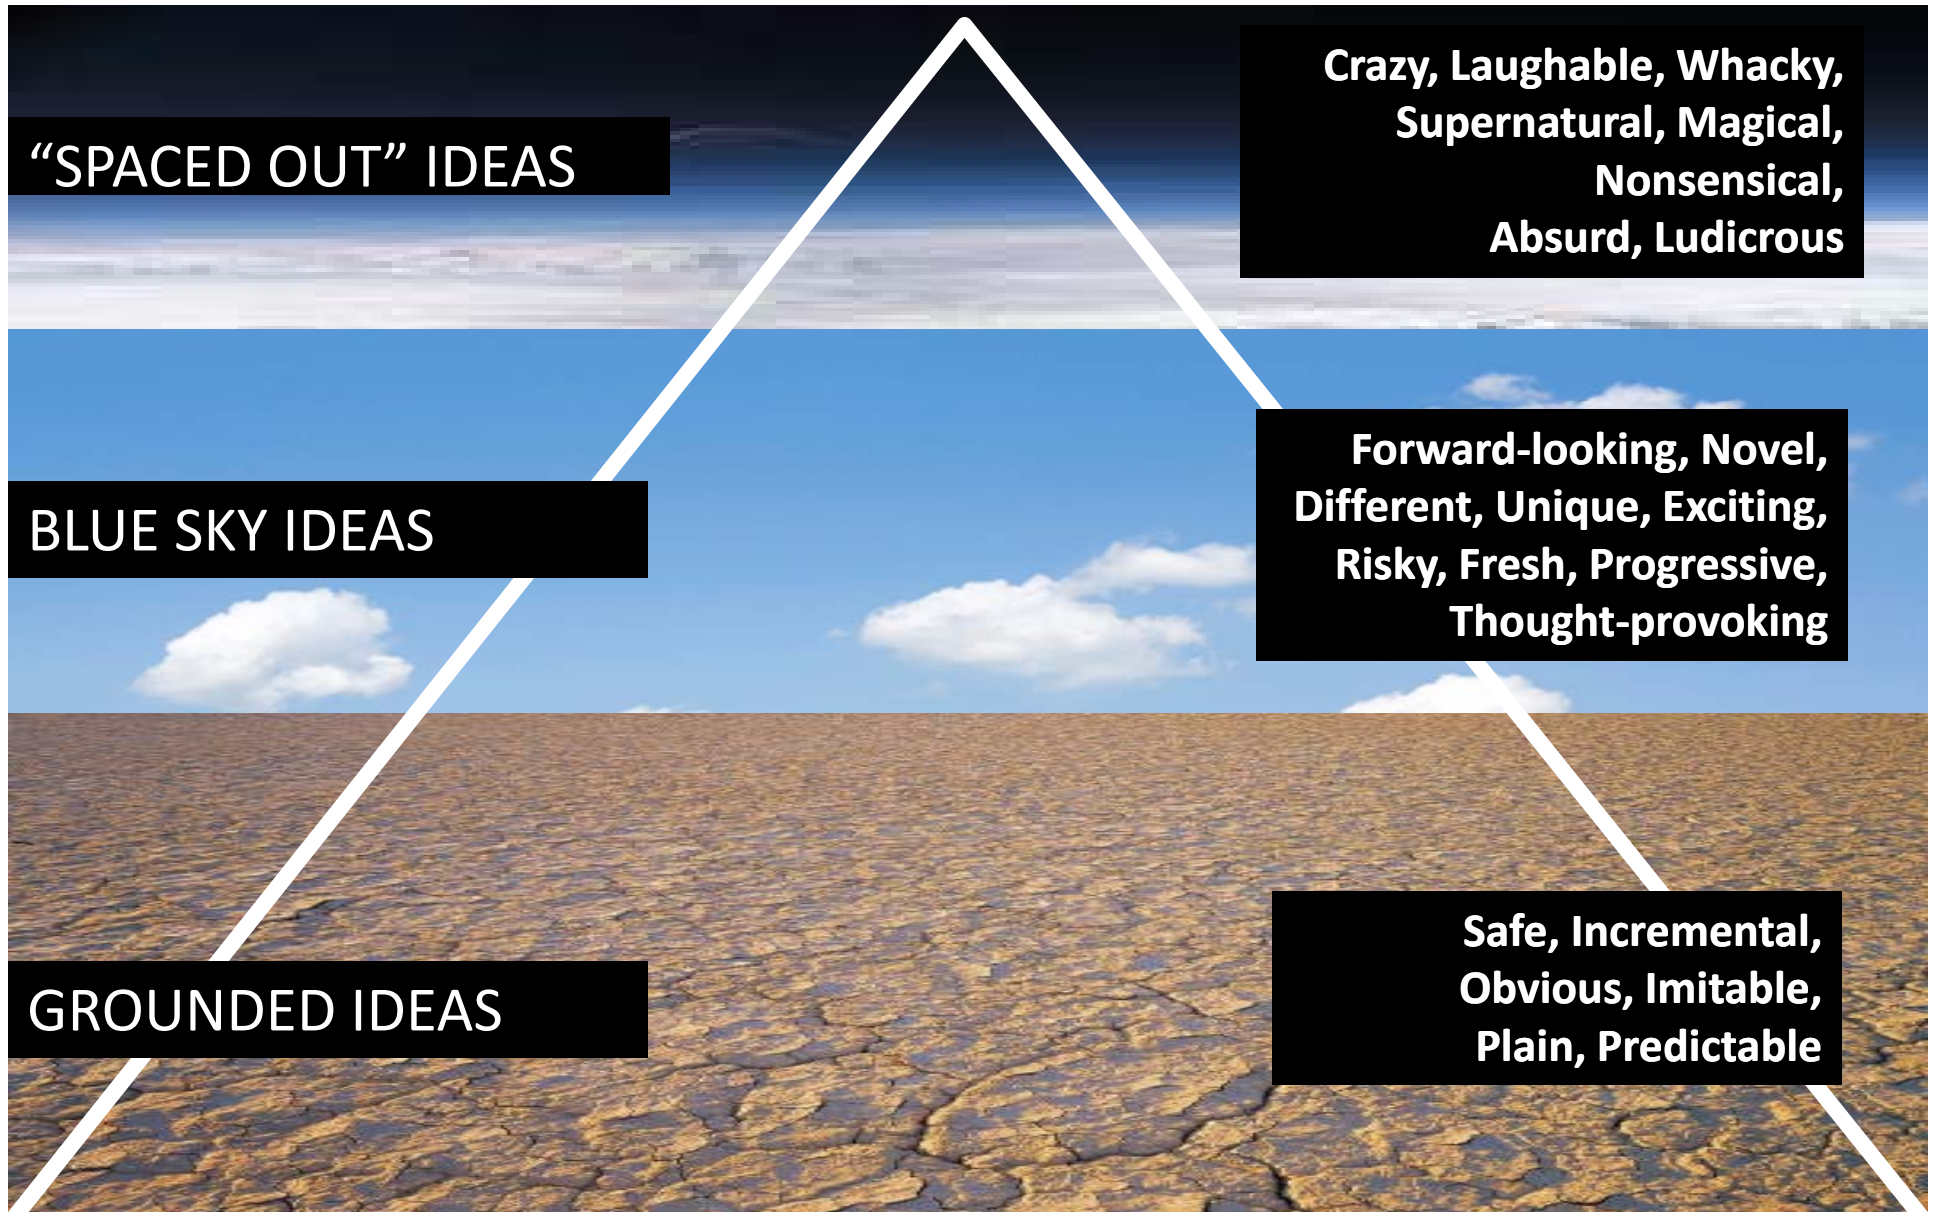 “SPACED OUT” IDEAS
Crazy, Laughable, Whacky,
Supernatural, Magical,
Nonsensical,
Absurd, Ludicrous
BLUE SKY IDEAS
Forward-looking, Novel,
Different, Unique, Exciting,
Risky, Fresh, Progressive,
Thought-provoking
GROUNDED IDEAS
Safe, Incremental,
Obvious, Imitable,
Plain, Predictable